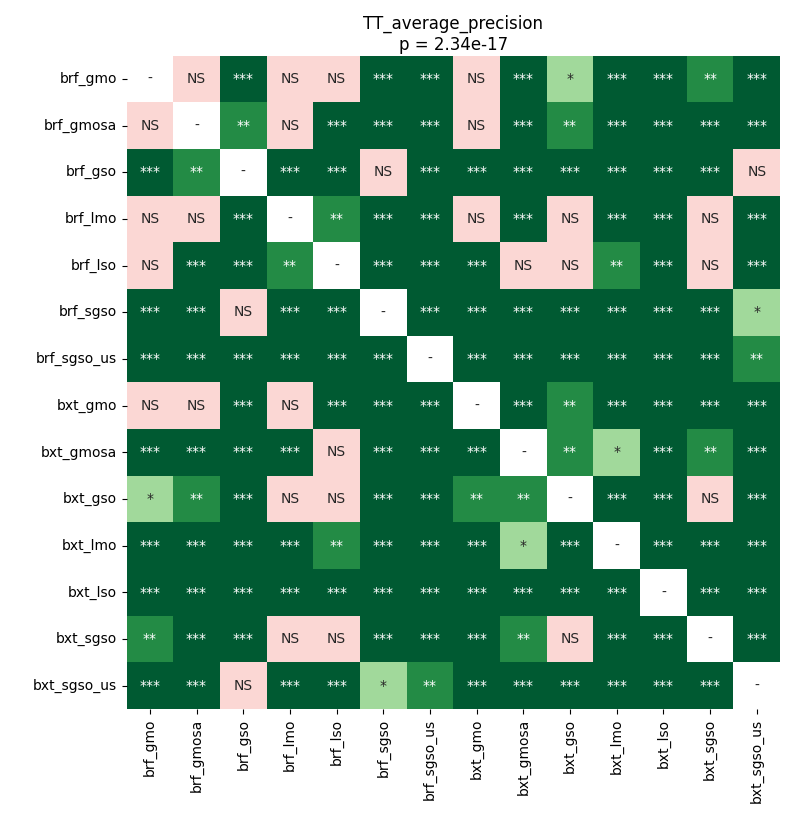 TT_average_precision
p = 2.34e-17
brf_gmo - NS *** NS NS *** *** NS *** * *** *** ** ***
brf_gmosa NS - ** NS *** *** *** NS *** ** *** *** *** ***
brf_gso *** ** - *** *** NS *** *** *** *** *** *** *** NS
brf_lmo NS NS *** - ** *** *** NS *** NS *** *** NS ***
brf_lso NS *** *** ** - *** *** *** NS NS ** *** NS ***
brf_sgso *** *** NS *** *** - *** *** *** *** *** *** *** *
brf_sgso_us *** *** *** *** *** *** - *** *** *** *** *** *** **
bxt_gmo NS NS *** NS *** *** *** - *** ** *** *** *** ***
bxt_gmosa *** *** *** *** NS *** *** *** - ** * *** ** ***
bxt_gso * ** *** NS NS *** *** ** ** - *** *** NS ***
bxt_lmo *** *** *** *** ** *** *** *** * *** - *** *** ***
bxt_lso *** *** *** *** *** *** *** *** *** *** *** - *** ***
bxt_sgso ** *** *** NS NS *** *** *** ** NS *** *** - ***
bxt_sgso_us *** *** NS *** *** * ** *** *** *** *** *** *** -
brf_gmo brf_gmosa brf_gso brf_lmo brf_lso brf_sgso brf_sgso_us bxt_gmo bxt_gmosa bxt_gso bxt_lmo bxt_lso bxt_sgso bxt_sgso_us